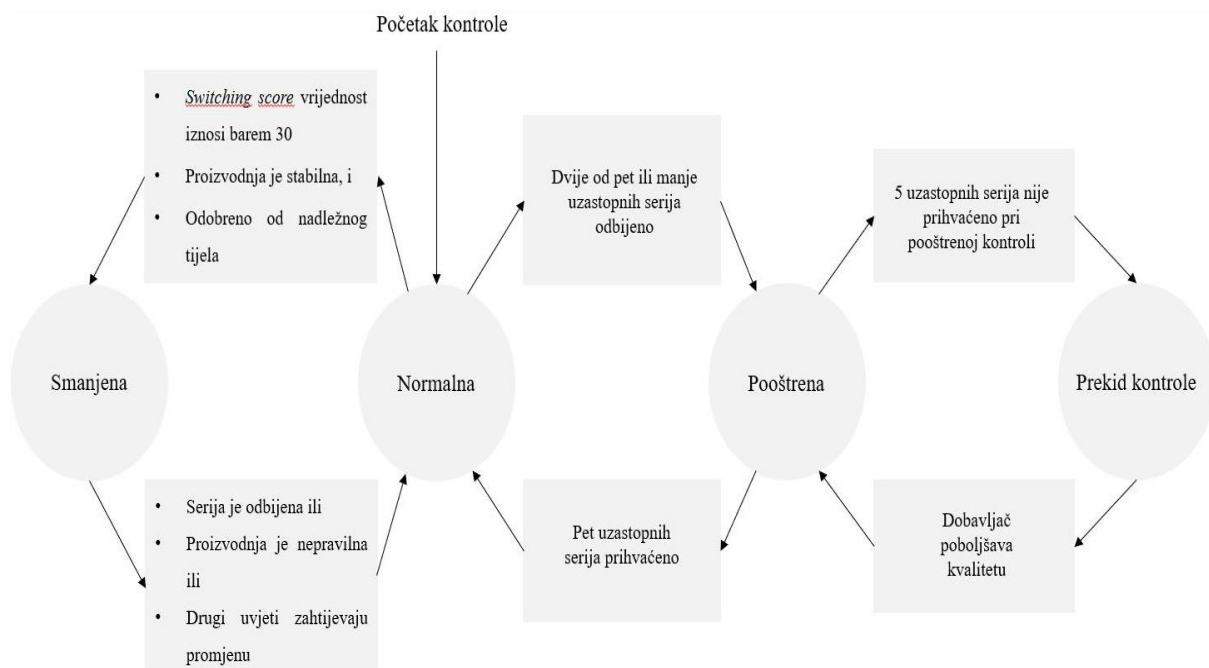 Početak kontrole
• Switching score vrijednost
iznosi barem 30
• Proizvodnja je stabilna, i
• Odobreno od nadležnog
tijela
Dvije od pet ili manje
uzastopnih serija
odbijeno
5 uzastopnih serija nije
prihvaćeno pri
pooštrenoj kontroli
Smanjena
Normalna
Pooštrena
Prekid kontrole
• Serija je odbijena ili
• Proizvodnja je nepravilna
ili
• Drugi uvjeti zahtijevaju
promjenu
Pet uzastopnih
serija prihvaćeno
Dobavljač
poboljšava
kvalitetu